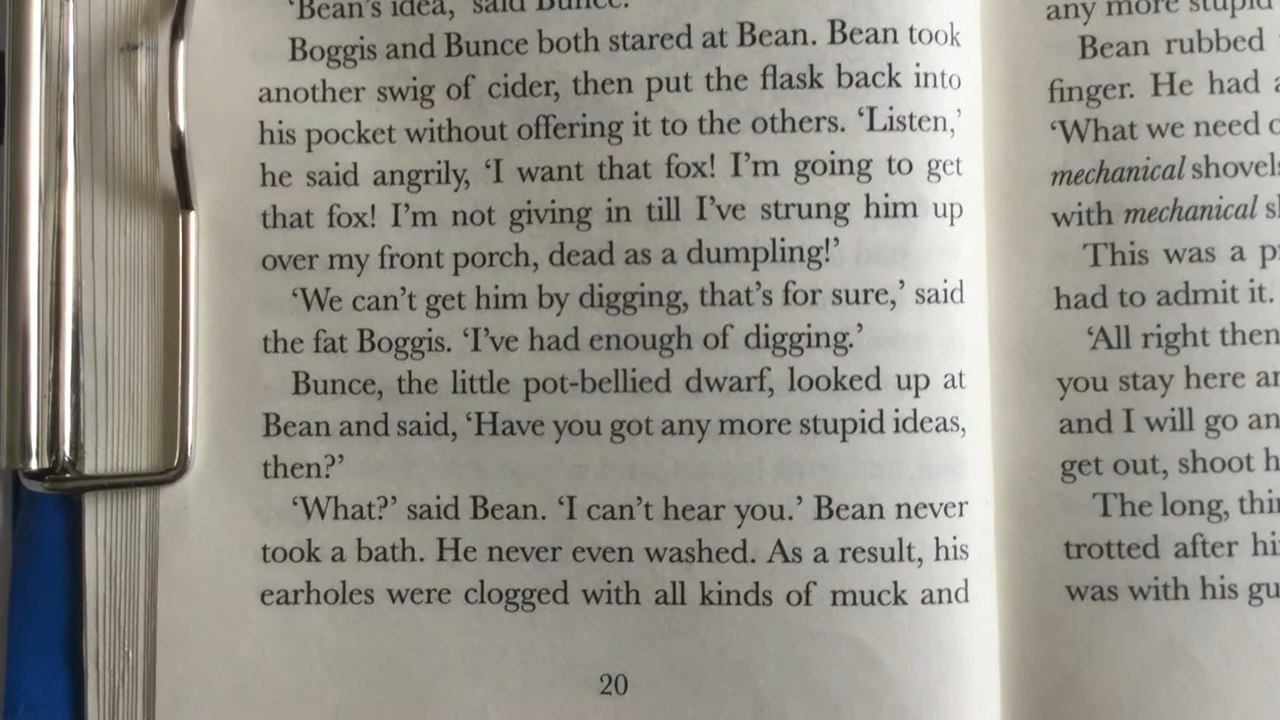 'Bean's idea,' said Bunce.
Boggis and Bunce both stared at Bean. Bean took
another swig of cider, then put the flask back into
his pocket without offering it to the others. 'Listen,'
he said angrily, 'I want that fox! I'm going to get
that fox! I'm not giving in till I've strung him up
over my front porch, dead as a dumpling!'
'We can't get him by digging, that's for sure,' said
the fat Boggis. 'I've had enough of digging.'
Bunce, the little pot-bellied dwarf, looked up at
Bean and said, 'Have you got any more stupid ideas,
then?'
'What?' said Bean. 'I can't hear you.' Bean never
took a bath. He never even washed. As a result, his
earholes were clogged with all kinds of muck and
20
any more stupid
Bean rubbed
finger. He had
'What we need
mechanical shovels
with mechanical
This was a
had to admit it.
'All right then
you stay here
and I will go
get out, shoot
The long,
trotted after
was with his